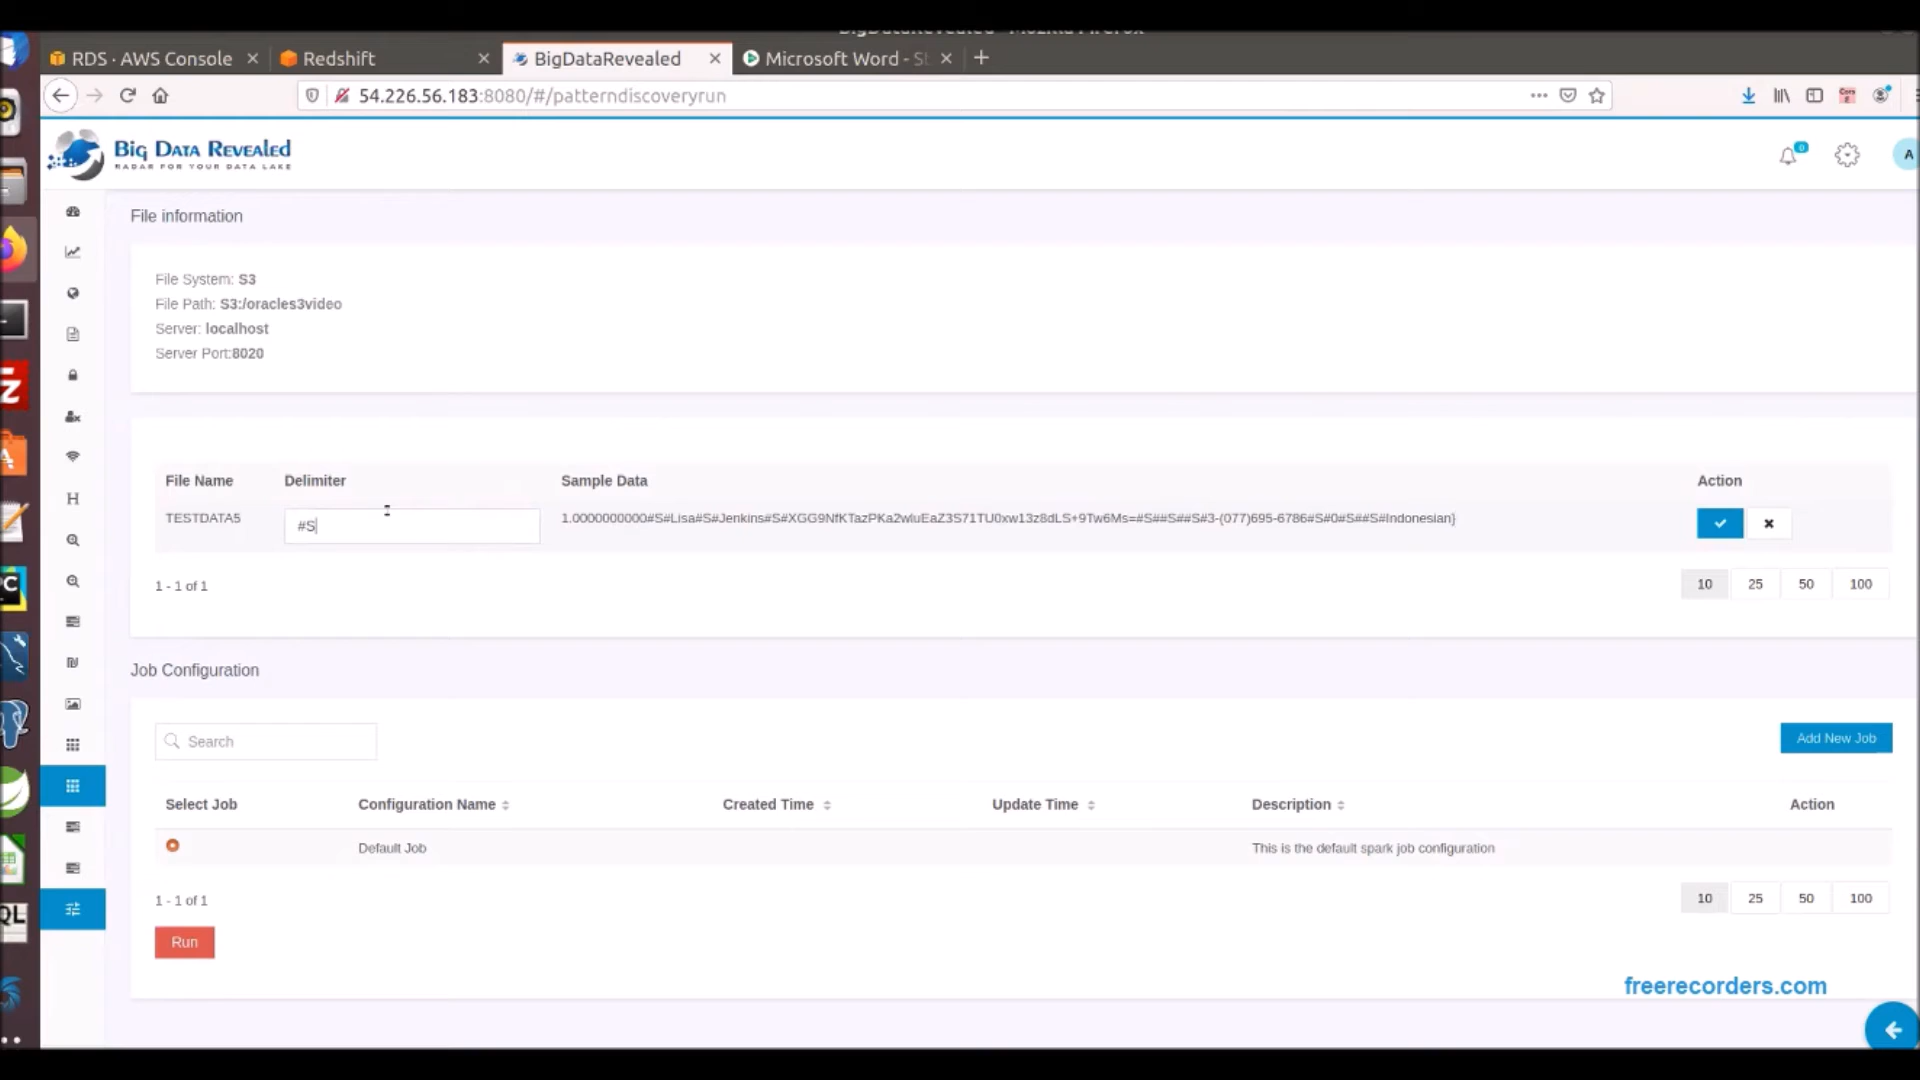 RDS · AWS Console
Redshift
BigDataRevealed
Microsoft Word - St
54.226.56.183:8080/#/patterndiscoveryrun
BIG DATA REVEALED
RADAR FOR YOUR DATA LAKE
0
A
File information
File System: S3
File Path: S3:/oracles3video
Server: localhost
Server Port:8020
File Name Delimiter Sample Data Action
TESTDATA5 #S 1.0000000000#S#Lisa#S#Jenkins#S#XGG9NfKTazPKa2wluEaZ3S71TU0xw13z8dLS+9Tw6Ms=#S##S##S#3-(077)695-6786#S#0#S##S#Indonesian}
1 - 1 of 1 10 25 50 100
Job Configuration
Search
Add New Job
Select Job Configuration Name Created Time Update Time Description Action
Default Job This is the default spark job configuration
1 - 1 of 1 10 25 50 100
Run
freerecorders.com